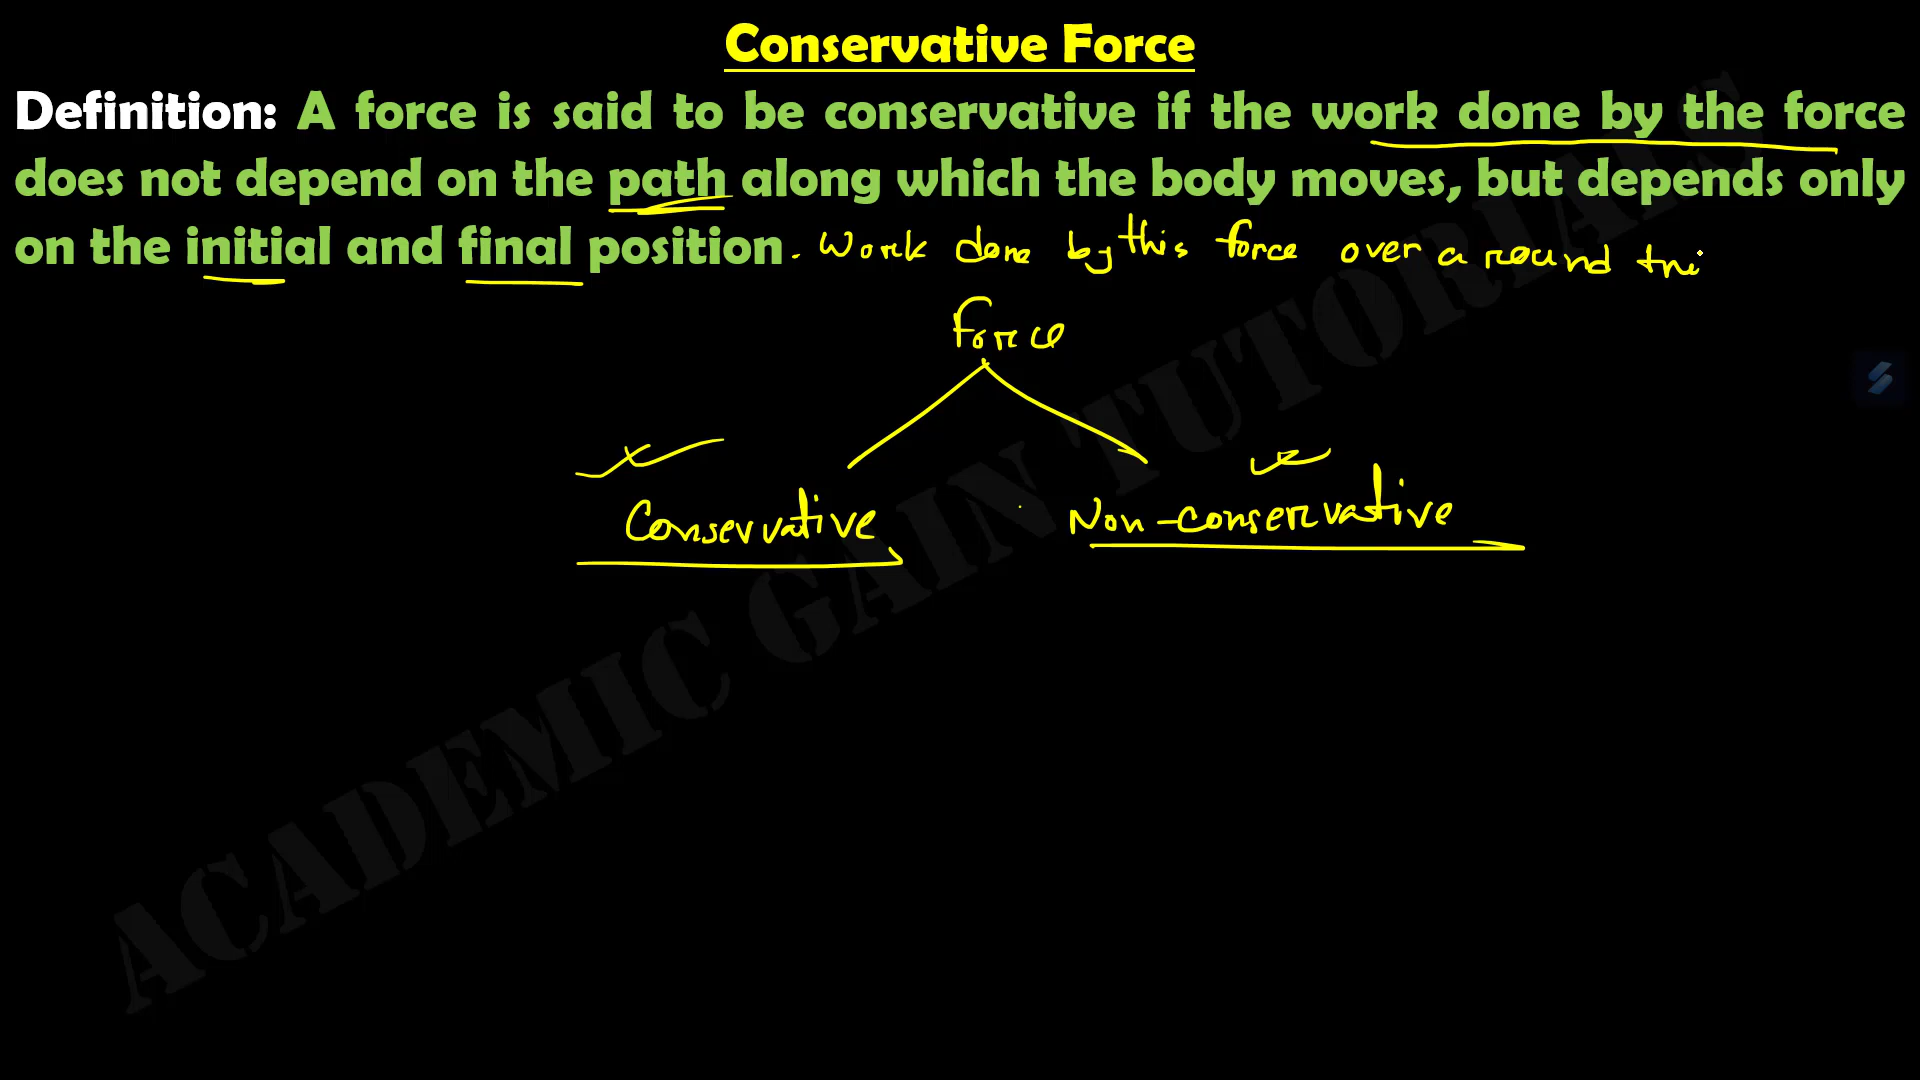 Conservative Force
Definition: A force is said to be conservative if the work done by the force
does not depend on the path along which the body moves, but depends only
on the initial and final position. Work done by this force over a round tri
Force
Conservative Non-conservative
ACADEMIC GAIN TUTORIALS